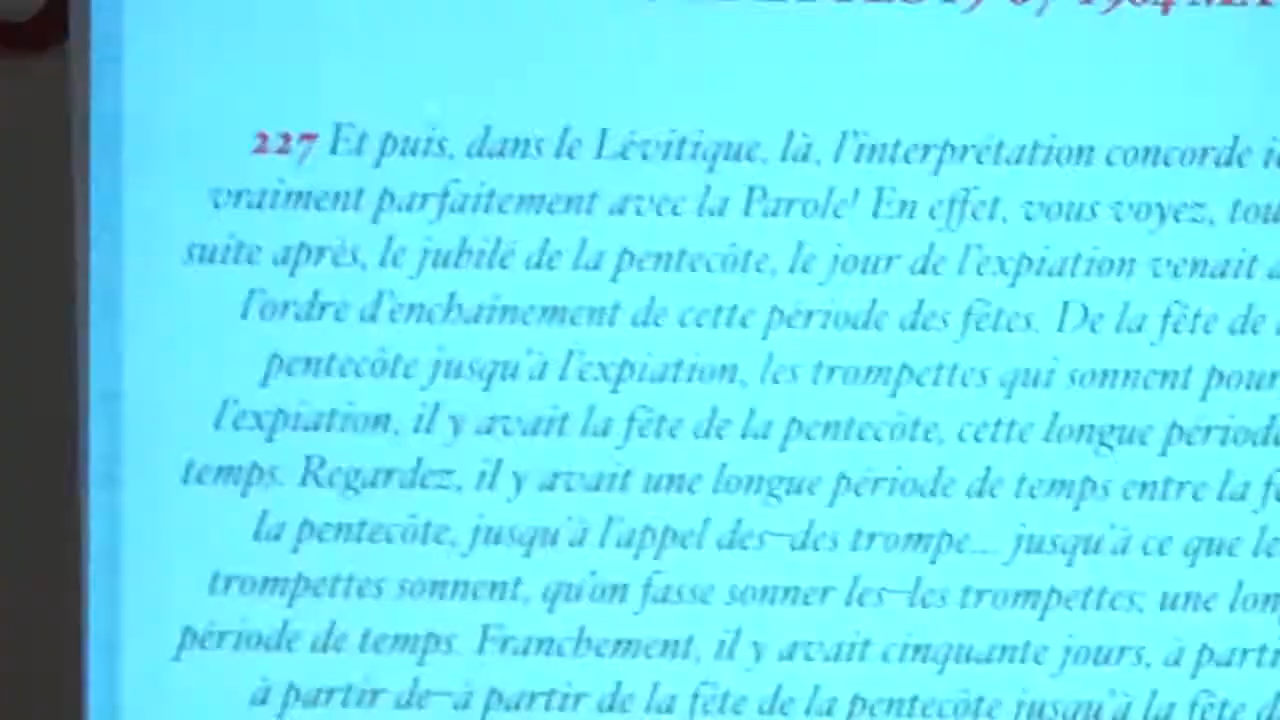 227 Et puis, dans le Lévitique, là, l'interprétation concorde
vraiment parfaitement avec la Parole! En effet, vous voyez, tou
suite après, le jubilé de la pentecôte, le jour de l'expiation venait
l'ordre d'enchaînement de cette période des fêtes. De la fête de
pentecôte jusqu'à l'expiation, les trompettes qui sonnent pour
l'expiation, il y avait la fête de la pentecôte, cette longue période
temps. Regardez, il y avait une longue période de temps entre la f
la pentecôte, jusqu'à l'appel des–des trompe... jusqu'à ce que le
trompettes sonnent, qu'on fasse sonner les–les trompettes; une lon
période de temps. Franchement, il y avait cinquante jours, à parti
à partir de–à partir de la fête de la pentecôte jusqu'à la fête d